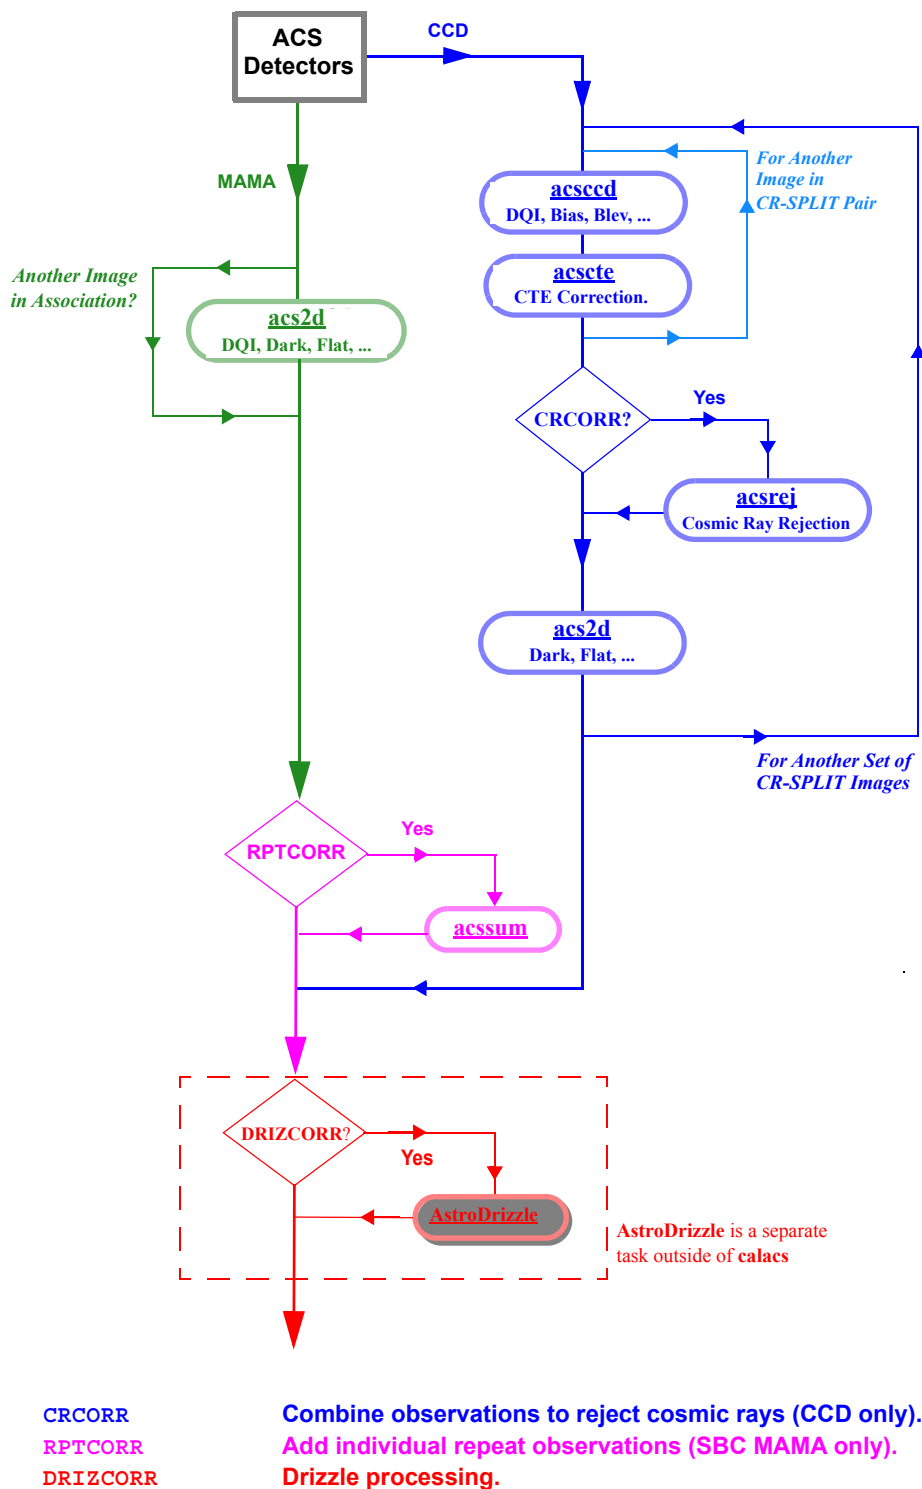 ACS
Detectors
CCD
MAMA
For Another
Image in
CR-SPLIT Pair
acsccd
DQI, Bias, Blev, ...
acscte
CTE Correction.
Another Image
in Association?
acs2d
DQI, Dark, Flat, ...
CRCORR?
Yes
acsrej
Cosmic Ray Rejection
acs2d
Dark, Flat, ...
For Another Set of
CR-SPLIT Images
RPTCORR
Yes
acssum
DRIZCORR?
Yes
AstroDrizzle
AstroDrizzle is a separate
task outside of calacs
CRCORR Combine observations to reject cosmic rays (CCD only).
RPTCORR Add individual repeat observations (SBC MAMA only).
DRIZCORR Drizzle processing.